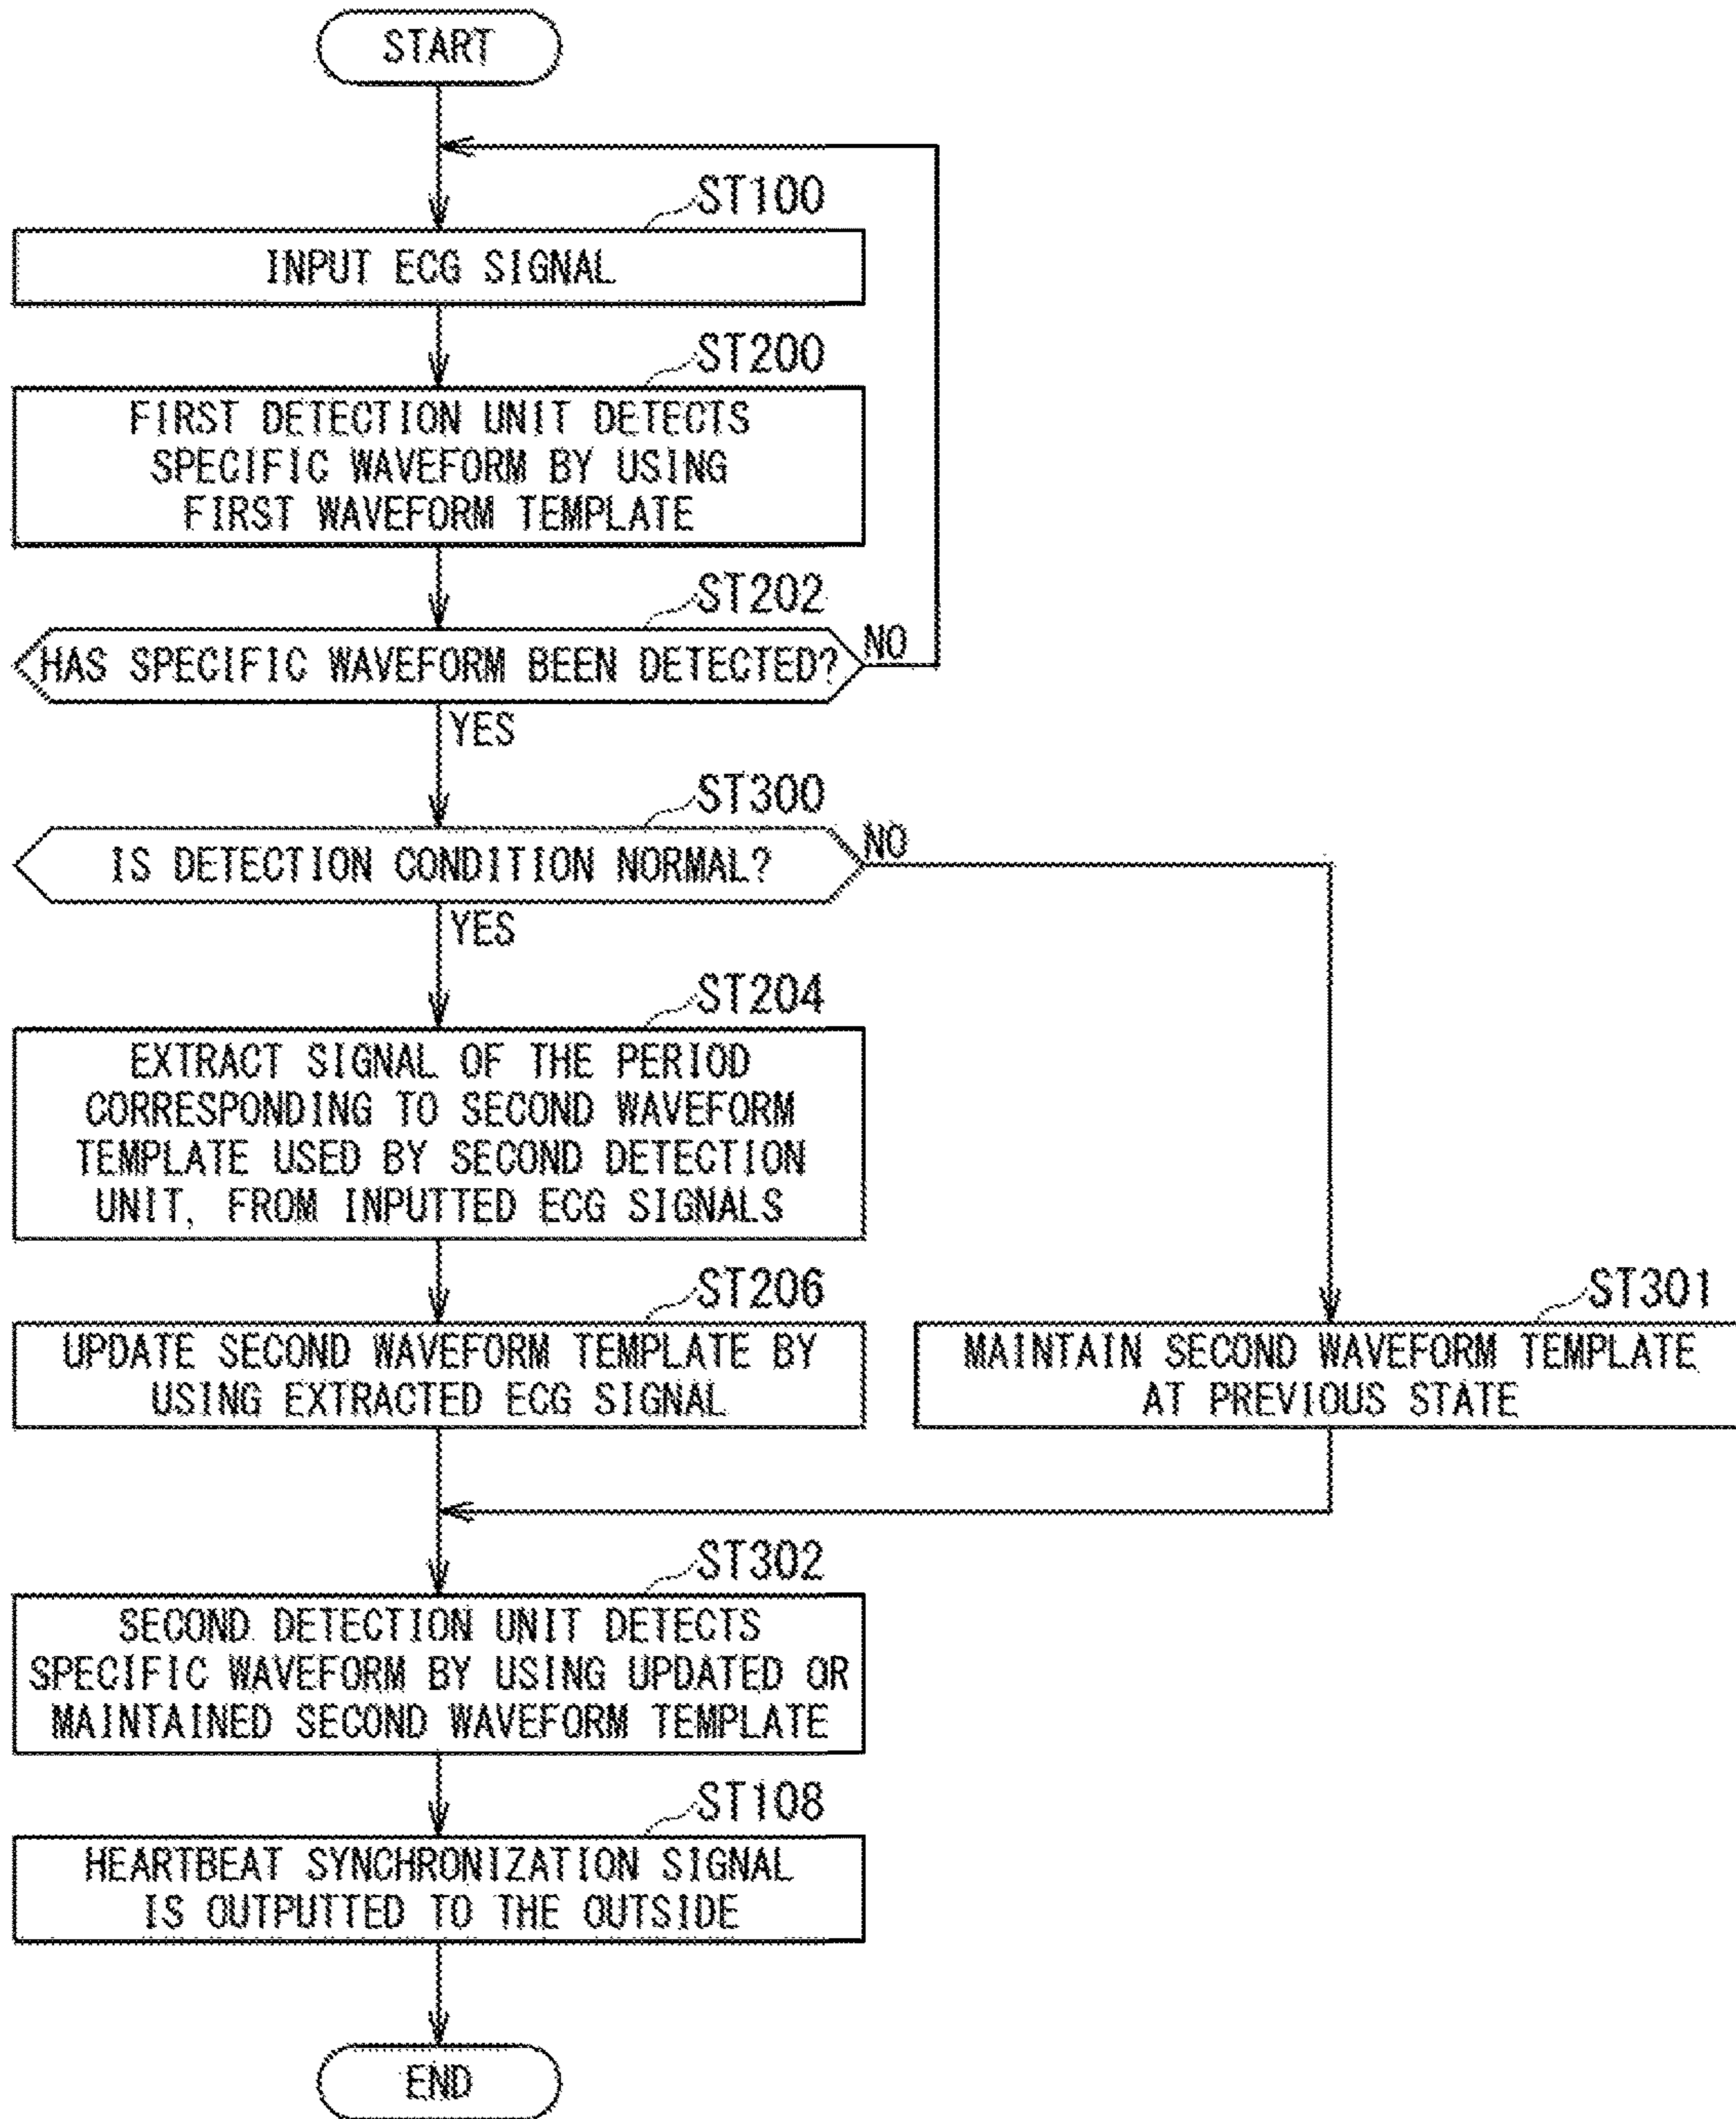 START
ST100
INPUT ECG SIGNAL
ST200
FIRST DETECTION UNIT DETECTS
SPECIFIC WAVEFORM BY USING
FIRST WAVEFORM TEMPLATE
ST202
HAS SPECIFIC WAVEFORM BEEN DETECTED?
NO
YES
ST300
IS DETECTION CONDITION NORMAL?
NO
YES
ST204
EXTRACT SIGNAL OF THE PERIOD
CORRESPONDING TO SECOND WAVEFORM
TEMPLATE USED BY SECOND DETECTION
UNIT, FROM INPUTTED ECG SIGNALS
ST206
UPDATE SECOND WAVEFORM TEMPLATE BY
USING EXTRACTED ECG SIGNAL
ST301
MAINTAIN SECOND WAVEFORM TEMPLATE
AT PREVIOUS STATE
ST302
SECOND DETECTION UNIT DETECTS
SPECIFIC WAVEFORM BY USING UPDATED OR
MAINTAINED SECOND WAVEFORM TEMPLATE
ST108
HEARTBEAT SYNCHRONIZATION SIGNAL
IS OUTPUTTED TO THE OUTSIDE
END